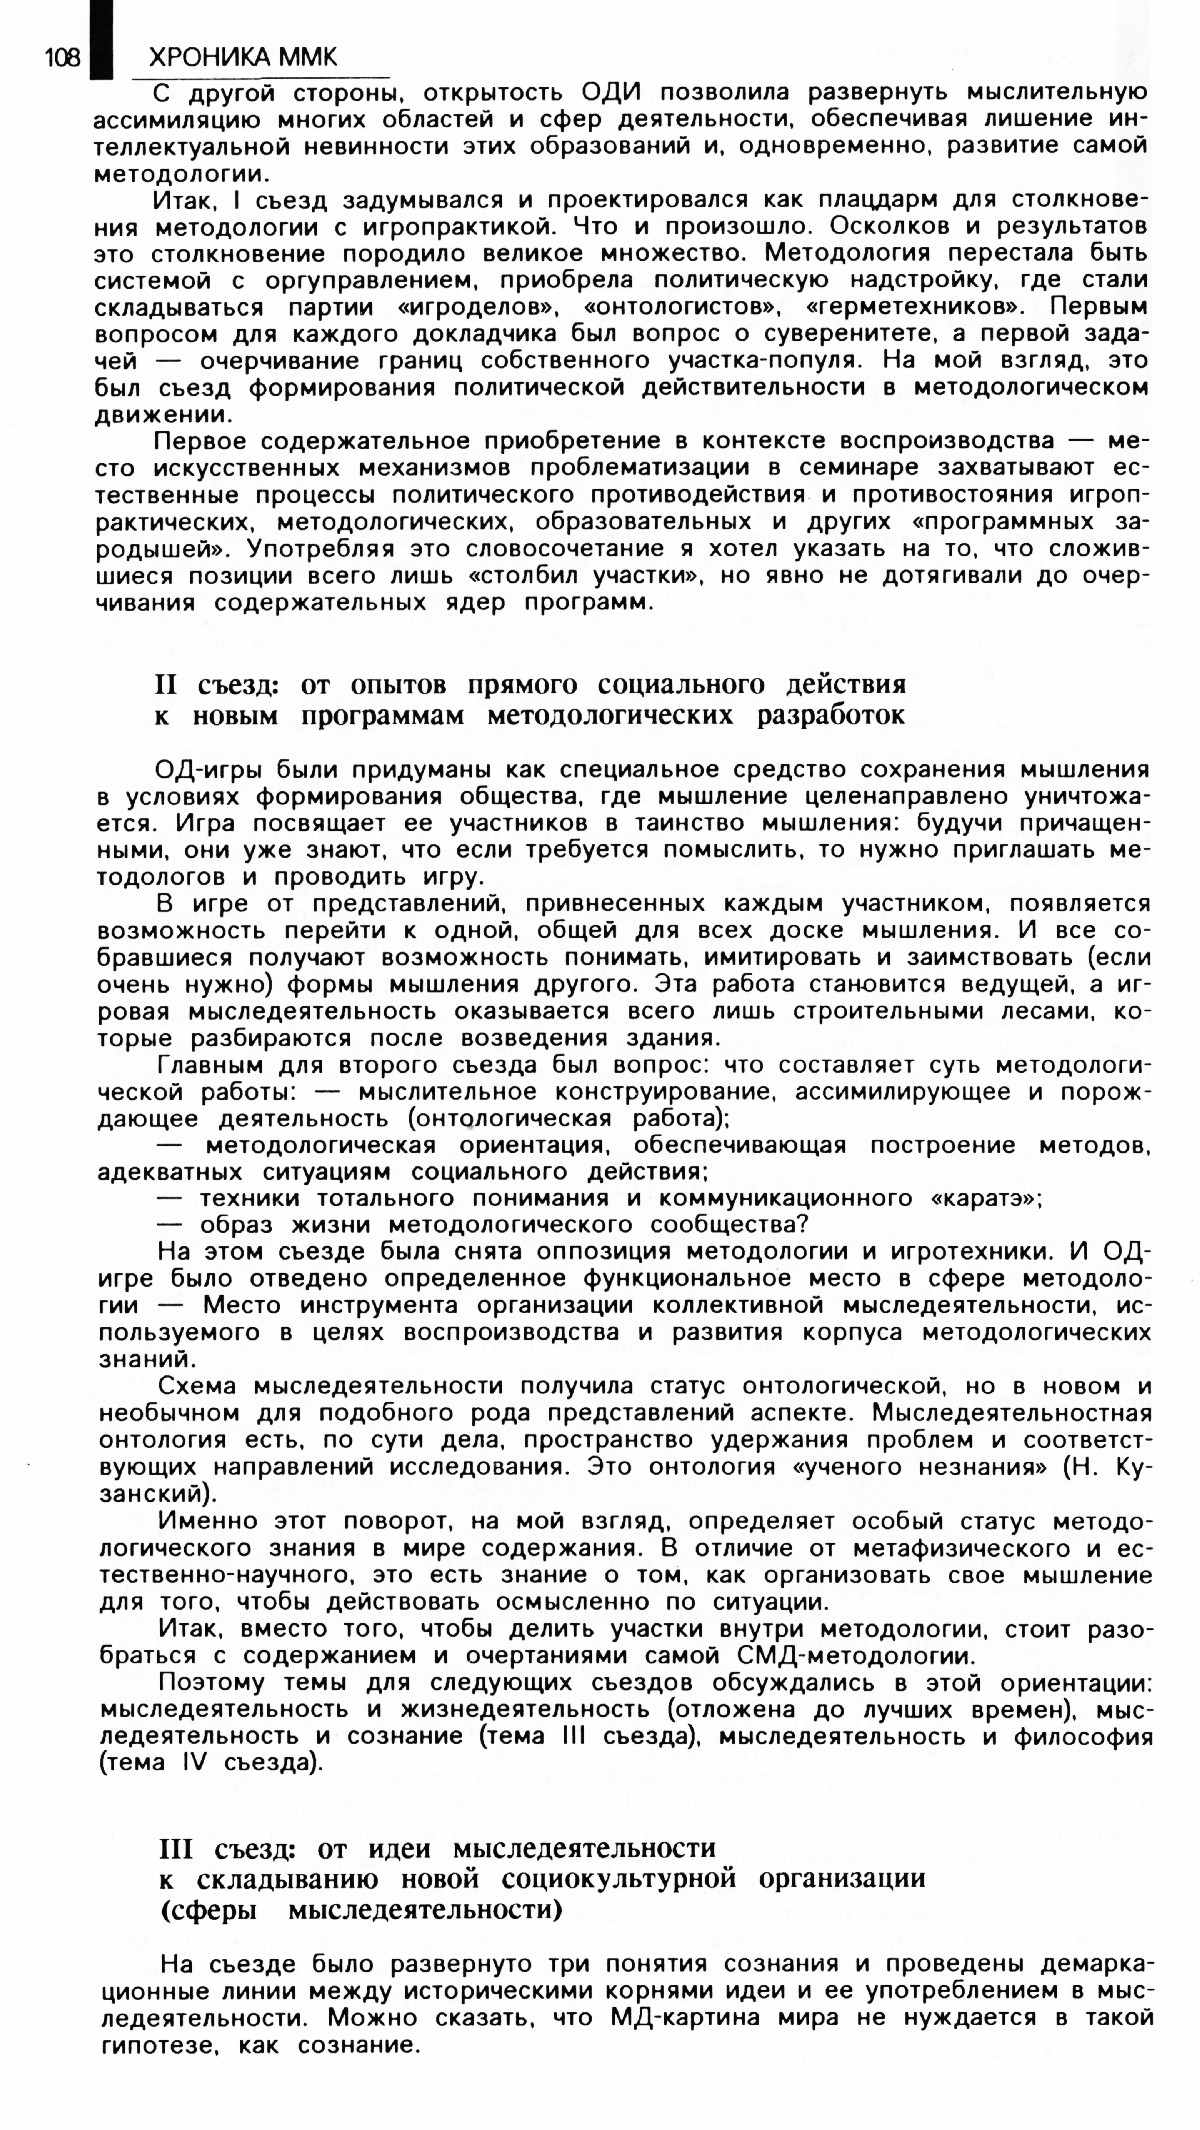 108
ХРОНИКА ММК
С другой стороны, открытость ОДИ позволила развернуть мыслительную
ассимиляцию многих областей и сфер деятельности, обеспечивая лишение ин-
теллектуальной невинности этих образований и, одновременно, развитие самой
методологии.
Итак, I съезд задумывался и проектировался как плацдарм для столкнове-
ния методологии с игропрактикой. Что и произошло. Осколков и результатов
это столкновение породило великое множество. Методология перестала быть
системой с оргуправлением, приобрела политическую надстройку, где стали
складываться партии «игроделов», «онтологистов», «герметехников». Первым
вопросом для каждого докладчика был вопрос о суверенитете, а первой зада-
чей — очерчивание границ собственного участка-популя. На мой взгляд, это
был съезд формирования политической действительности в методологическом
движении.
Первое содержательное приобретение в контексте воспроизводства — ме-
сто искусственных механизмов проблематизации в семинаре захватывают ес-
тественные процессы политического противодействия и противостояния игроп-
рактических, методологических, образовательных и других «программных за-
родышей». Употребляя это словосочетание я хотел указать на то, что сложив-
шиеся позиции всего лишь «столбил участки», но явно не дотягивали до очер-
чивания содержательных ядер программ.
II съезд: от опытов прямого социального действия
к новым программам методологических разработок
ОД-игры были придуманы как специальное средство сохранения мышления
в условиях формирования общества, где мышление целенаправлено уничтожа-
ется. Игра посвящает ее участников в таинство мышления: будучи причащен-
ными, они уже знают, что если требуется помыслить, то нужно приглашать ме-
тодологов и проводить игру.
В игре от представлений, привнесенных каждым участником, появляется
возможность перейти к одной, общей для всех доске мышления. И все со-
бравшиеся получают возможность понимать, имитировать и заимствовать (если
очень нужно) формы мышления другого. Эта работа становится ведущей, а иг-
ровая мыследеятельность оказывается всего лишь строительными лесами, ко-
торые разбираются после возведения здания.
Главным для второго съезда был вопрос: что составляет суть методологи-
ческой работы: — мыслительное конструирование, ассимилирующее и порож-
дающее деятельность (онтологическая работа);
— методологическая ориентация, обеспечивающая построение методов,
адекватных ситуациям социального действия;
— техники тотального понимания и коммуникационного «каратэ»;
— образ жизни методологического сообщества?
На этом съезде была снята оппозиция методологии и игротехники. И ОД-
игре было отведено определенное функциональное место в сфере методоло-
гии — Место инструмента организации коллективной мыследеятельности, ис-
пользуемого в целях воспроизводства и развития корпуса методологических
знаний.
Схема мыследеятельности получила статус онтологической, но в новом и
необычном для подобного рода представлений аспекте. Мыследеятельностная
онтология есть, по сути дела, пространство удержания проблем и соответст-
вующих направлений исследования. Это онтология «ученого незнания» (Н. Ку-
занский).
Именно этот поворот, на мой взгляд, определяет особый статус методо-
логического знания в мире содержания. В отличие от метафизического и ес-
тественно-научного, это есть знание о том, как организовать свое мышление
для того, чтобы действовать осмысленно по ситуации.
Итак, вместо того, чтобы делить участки внутри методологии, стоит разо-
браться с содержанием и очертаниями самой СМД-методологии.
Поэтому темы для следующих съездов обсуждались в этой ориентации:
мыследеятельность и жизнедеятельность (отложена до лучших времен), мыс-
ледеятельность и сознание (тема III съезда), мыследеятельность и философия
(тема IV съезда).
III съезд: от идеи мыследеятельности
к складыванию новой социокультурной организации
(сферы мыследеятельности)
На съезде было развернуто три понятия сознания и проведены демарка-
ционные линии между историческими корнями идеи и ее употреблением в мыс-
ледеятельности. Можно сказать, что МД-картина мира не нуждается в такой
гипотезе, как сознание.